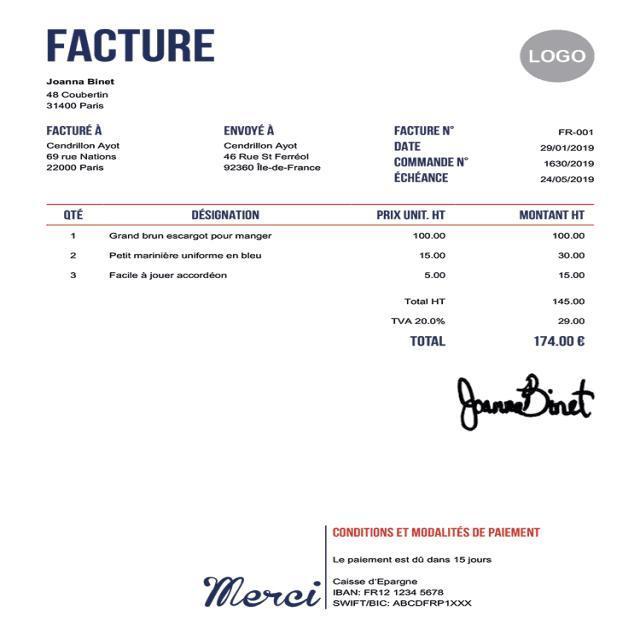 FACTURE
LOGO
Joanna Binet
48 Coubertin
31400 Paris
FACTURÉ À
Cendrillon Ayot
69 rue Nations
22000 Paris
ENVOYÉ À
Cendrillon Ayot
46 Rue St Ferréol
92360 Île-de-France
FACTURE N° FR-001
DATE 29/01/2019
COMMANDE N° 1630/2019
ÉCHÉANCE 24/05/2019
QTÉ DÉSIGNATION PRIX UNIT. HT MONTANT HT
1 Grand brun escargot pour manger 100.00 100.00
2 Petit marinière uniforme en bleu 15.00 30.00
3 Facile à jouer accordéon 5.00 15.00
Total HT 145.00
TVA 20.0% 29.00
TOTAL 174.00 €
Joanna Binet
CONDITIONS ET MODALITÉS DE PAIEMENT
Le paiement est dû dans 15 jours
Caisse d'Epargne
IBAN: FR12 1234 5678
SWIFT/BIC: ABCDFRP1XXX
Merci